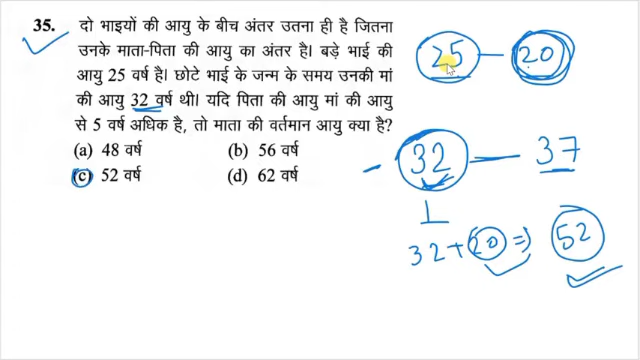 35. दो भाइयों की आयु के बीच अंतर उतना ही है जितना
उनके माता-पिता की आयु का अंतर है। बड़े भाई की
आयु 25 वर्ष है। छोटे भाई के जन्म के समय उनकी मां
की आयु 32 वर्ष थी। यदि पिता की आयु मां की आयु
से 5 वर्ष अधिक है, तो माता की वर्तमान आयु क्या है?
(a) 48 वर्ष (b) 56 वर्ष
(c) 52 वर्ष (d) 62 वर्ष
25 — 20
- 32 — 37
32 + 20 ⇒ 52